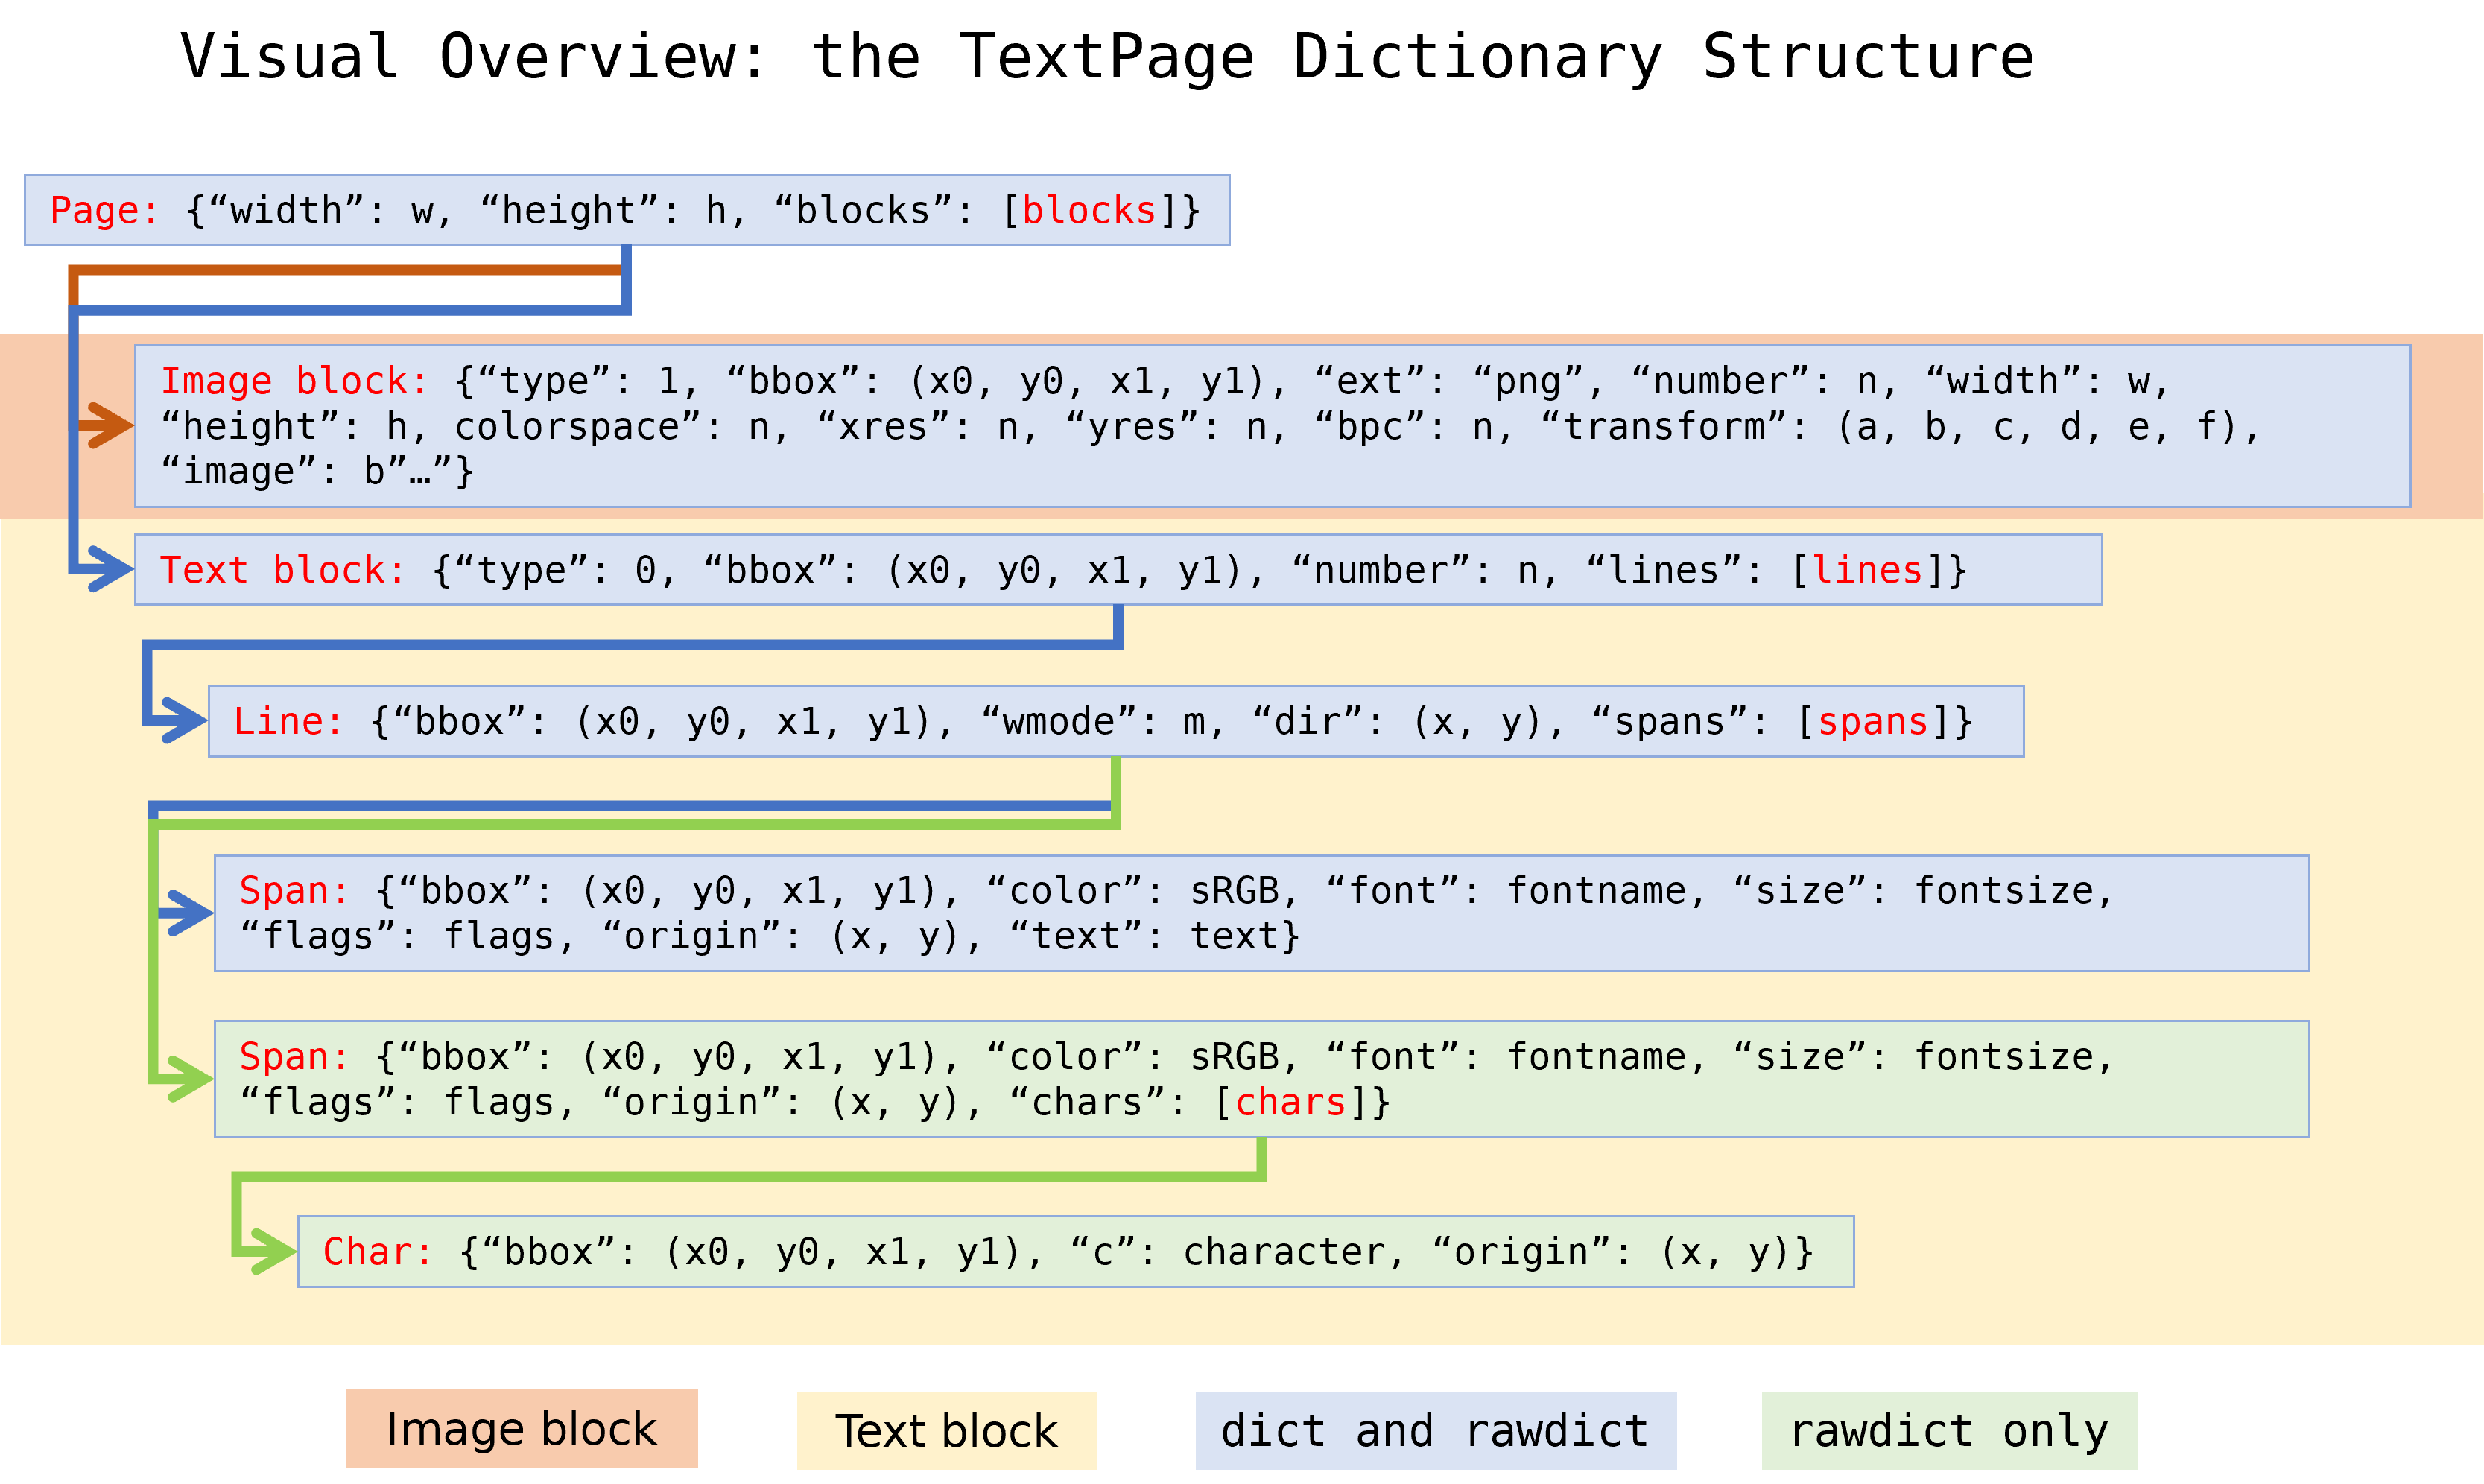 Visual Overview: the TextPage Dictionary Structure
Page: {“width”: w, “height”: h, “blocks”: [blocks]}
Image block: {“type”: 1, “bbox”: (x0, y0, x1, y1), “ext”: “png”, “number”: n, “width”: w,
“height”: h, colorspace”: n, “xres”: n, “yres”: n, “bpc”: n, “transform”: (a, b, c, d, e, f),
“image”: b”…”}
Text block: {“type”: 0, “bbox”: (x0, y0, x1, y1), “number”: n, “lines”: [lines]}
Line: {“bbox”: (x0, y0, x1, y1), “wmode”: m, “dir”: (x, y), “spans”: [spans]}
Span: {“bbox”: (x0, y0, x1, y1), “color”: sRGB, “font”: fontname, “size”: fontsize,
“flags”: flags, “origin”: (x, y), “text”: text}
Span: {“bbox”: (x0, y0, x1, y1), “color”: sRGB, “font”: fontname, “size”: fontsize,
“flags”: flags, “origin”: (x, y), “chars”: [chars]}
Char: {“bbox”: (x0, y0, x1, y1), “c”: character, “origin”: (x, y)}
Image block
Text block
dict and rawdict
rawdict only